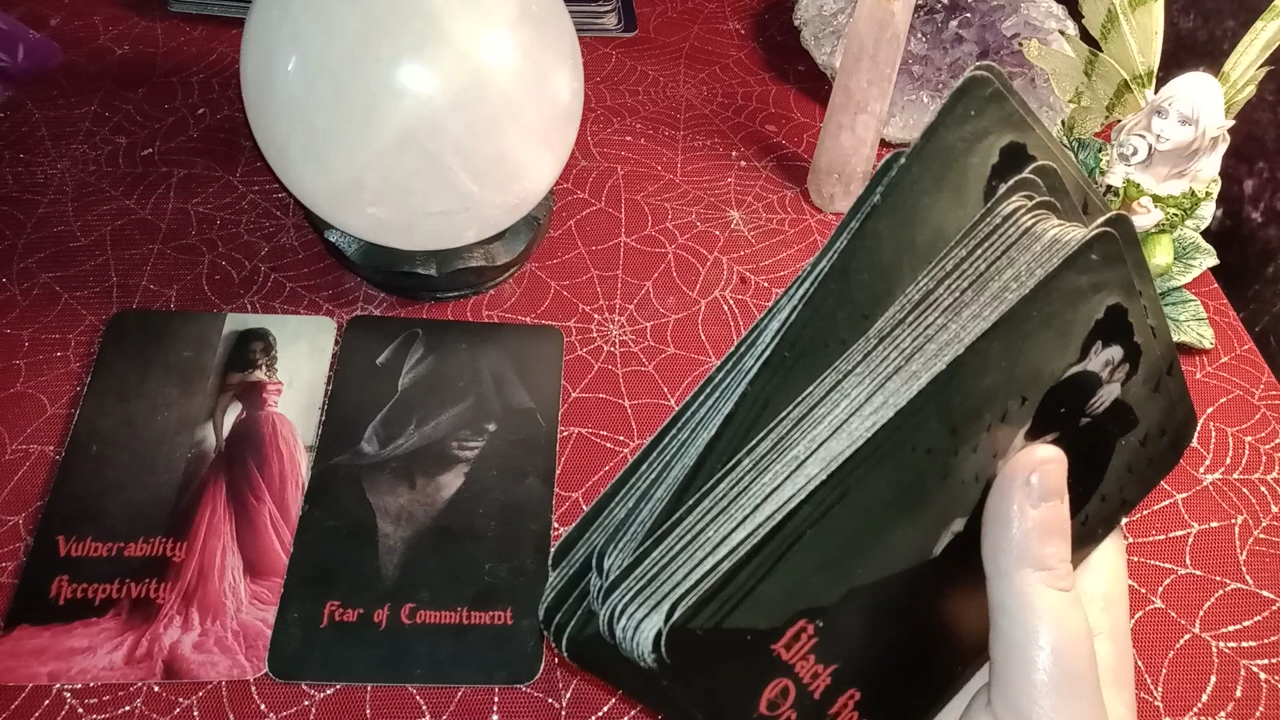 Vulnerability
Receptivity
Fear of Commitment
Black